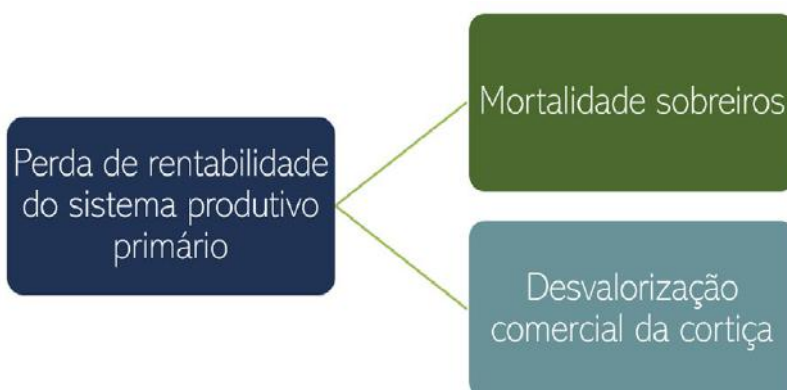 Perda de rentabilidade
do sistema produtivo
primário
Mortalidade sobreiros
Desvalorização
comercial da cortiça